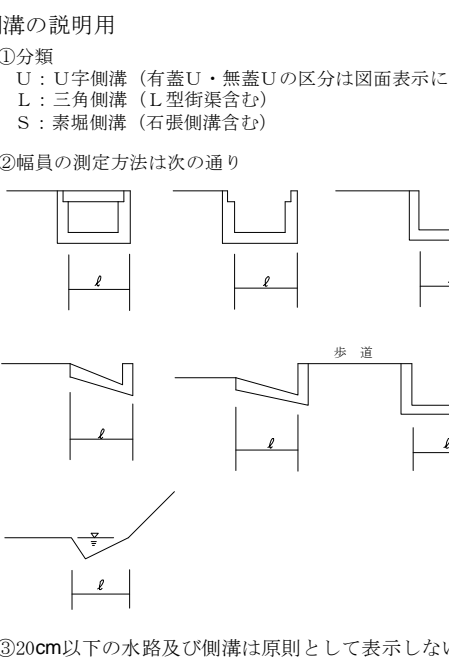 溝の説明用
①分類
U：U字側溝（有蓋U・無蓋Uの区分は図面表示に
L：三角側溝（L型街渠含む）
S：素堀側溝（石張側溝含む）
②幅員の測定方法は次の通り
ℓ
ℓ
歩 道
ℓ
ℓ
ℓ
ℓ
③20cm以下の水路及び側溝は原則として表示しない